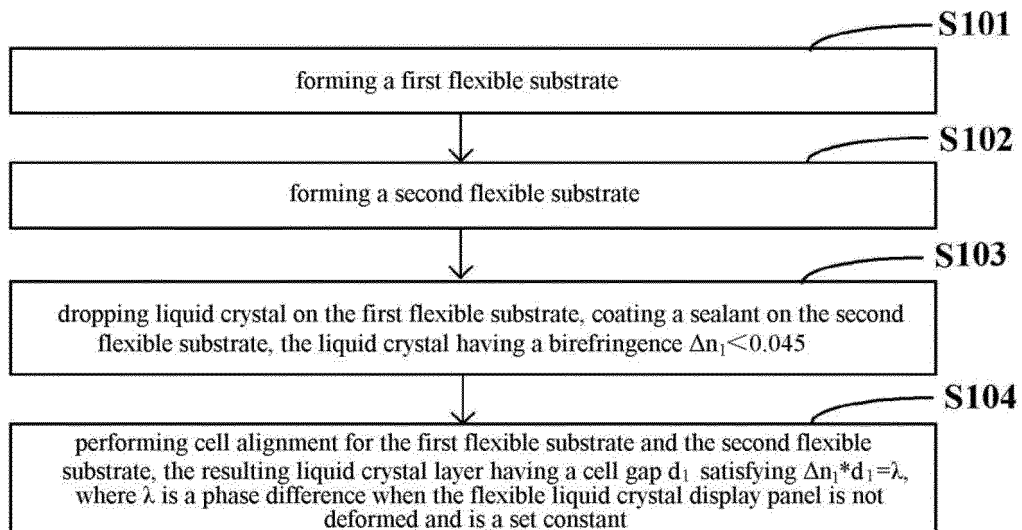 S101
forming a first flexible substrate
S102
forming a second flexible substrate
S103
dropping liquid crystal on the first flexible substrate, coating a sealant on the second
flexible substrate, the liquid crystal having a birefringence Δn₁<0.045
S104
performing cell alignment for the first flexible substrate and the second flexible
substrate, the resulting liquid crystal layer having a cell gap d₁ satisfying Δn₁*d₁=λ,
where λ is a phase difference when the flexible liquid crystal display panel is not
deformed and is a set constant